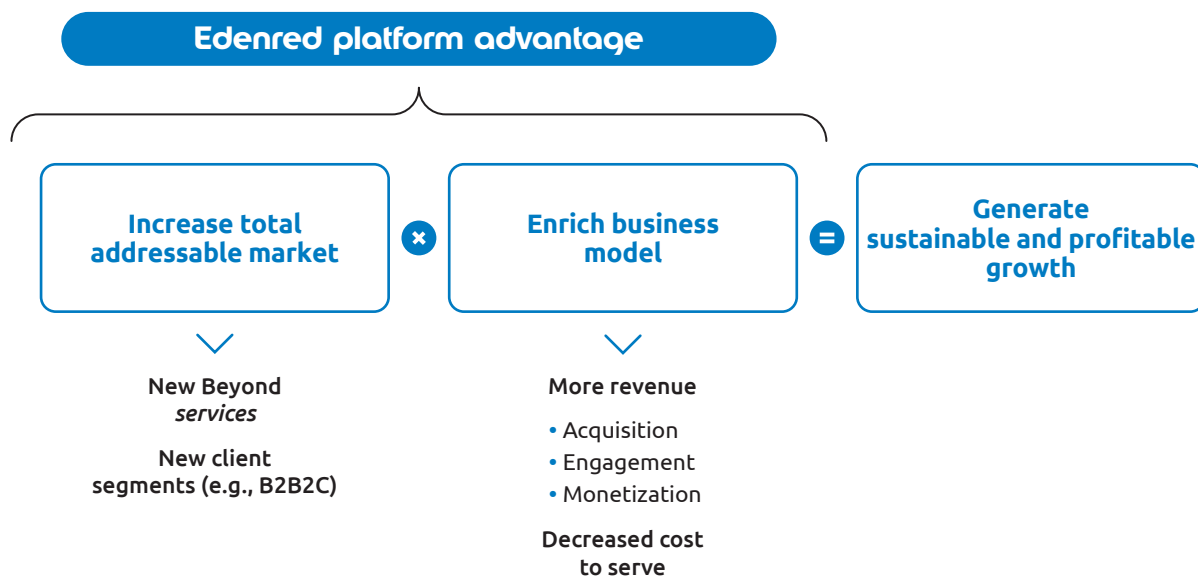 Edenred platform advantage
Increase total
addressable market
×
Enrich business
model
=
Generate
sustainable and profitable
growth
New Beyond
services
New client
segments (e.g., B2B2C)
More revenue
• Acquisition
• Engagement
• Monetization
Decreased cost
to serve